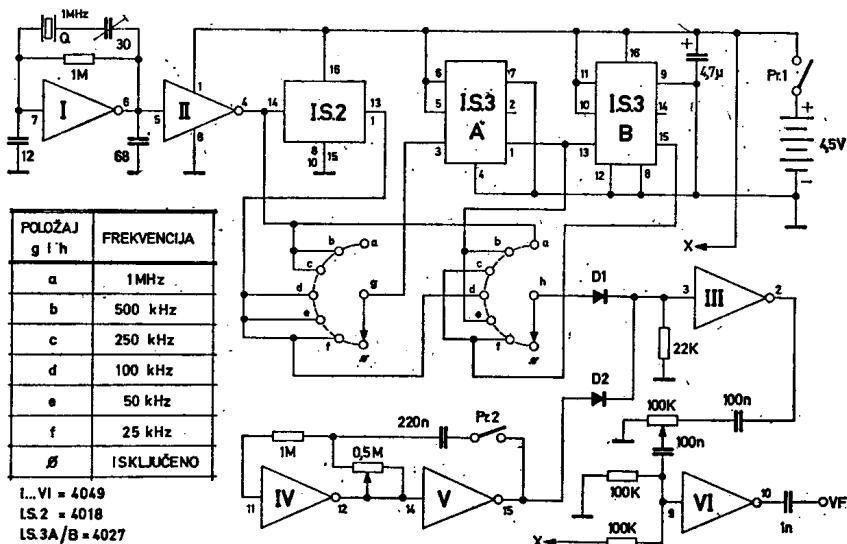 1MHz
Q
30
1M
I
7
6
12
68
II
1
5
4
8
14
I.S.2
16
13
1
8
10
15
I.S.3
A
6
5
3
7
2
1
4
I.S.3
B
16
11
10
13
9
14
15
12
8
+
4,7µ
Pr.1
+
4,5V
-
a
b
c
d
e
f
g
ø
a
b
c
d
e
f
h
ø
X
POLOŽAJ
g i h
FREKVENCIJA
a
1MHz
b
500 kHz
c
250 kHz
d
100 kHz
e
50 kHz
f
25 kHz
Ø
ISKLJUČENO
I...VI = 4049
I.S.2 = 4018
I.S.3A/B = 4027
D1
D2
3
III
2
22K
100n
100K
100n
220n
Pr.2
1M
0,5M
IV
11
12
V
14
15
100K
100K
X
9
VI
10
1n
VF